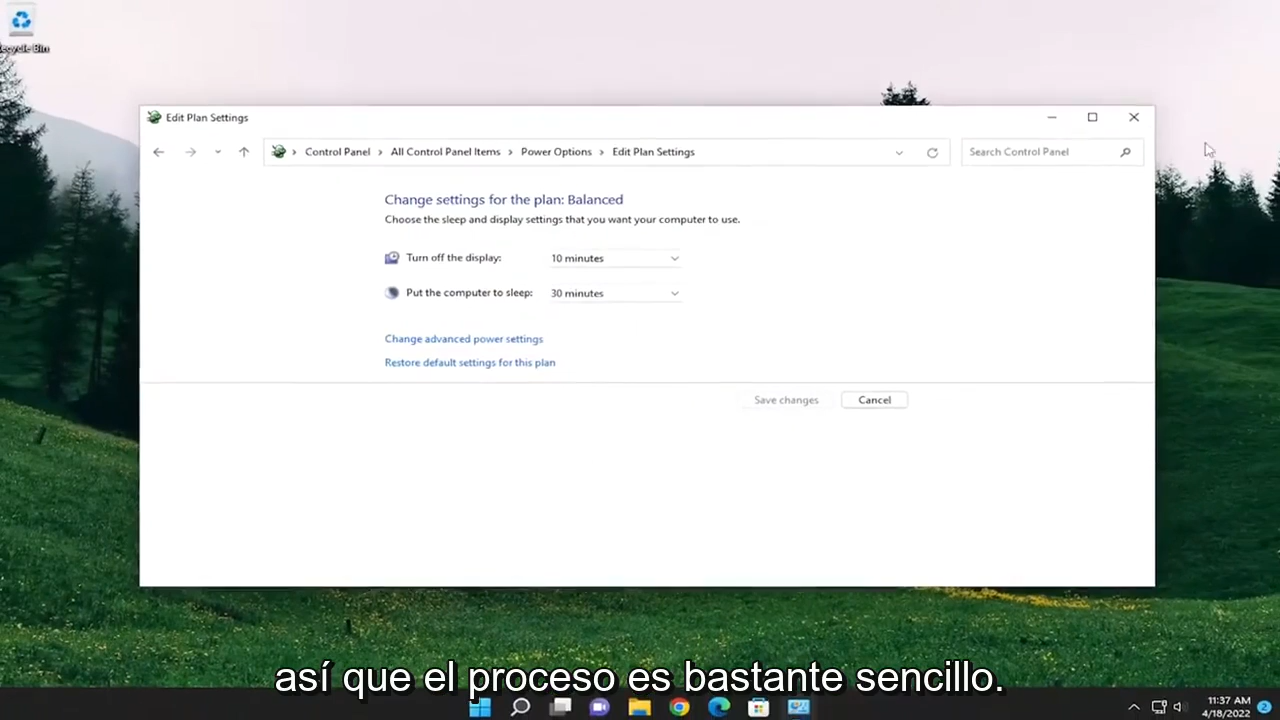 Recycle Bin
Edit Plan Settings
Control Panel > All Control Panel Items > Power Options > Edit Plan Settings
Search Control Panel
Change settings for the plan: Balanced
Choose the sleep and display settings that you want your computer to use.
Turn off the display: 10 minutes
Put the computer to sleep: 30 minutes
Change advanced power settings
Restore default settings for this plan
Save changes
Cancel
así que el proceso es bastante sencillo.
11:37 AM
4/18/2022
2